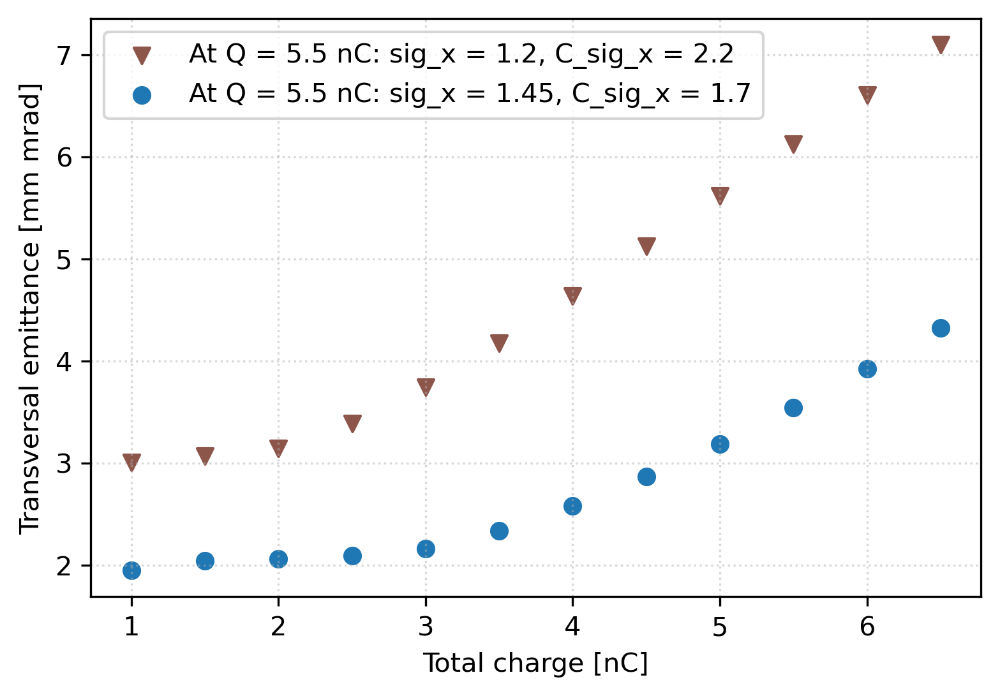 At Q = 5.5 nC: sig_x = 1.2, C_sig_x = 2.2
At Q = 5.5 nC: sig_x = 1.45, C_sig_x = 1.7
Transversal emittance [mm mrad]
7
6
5
4
3
2
1 2 3 4 5 6
Total charge [nC]